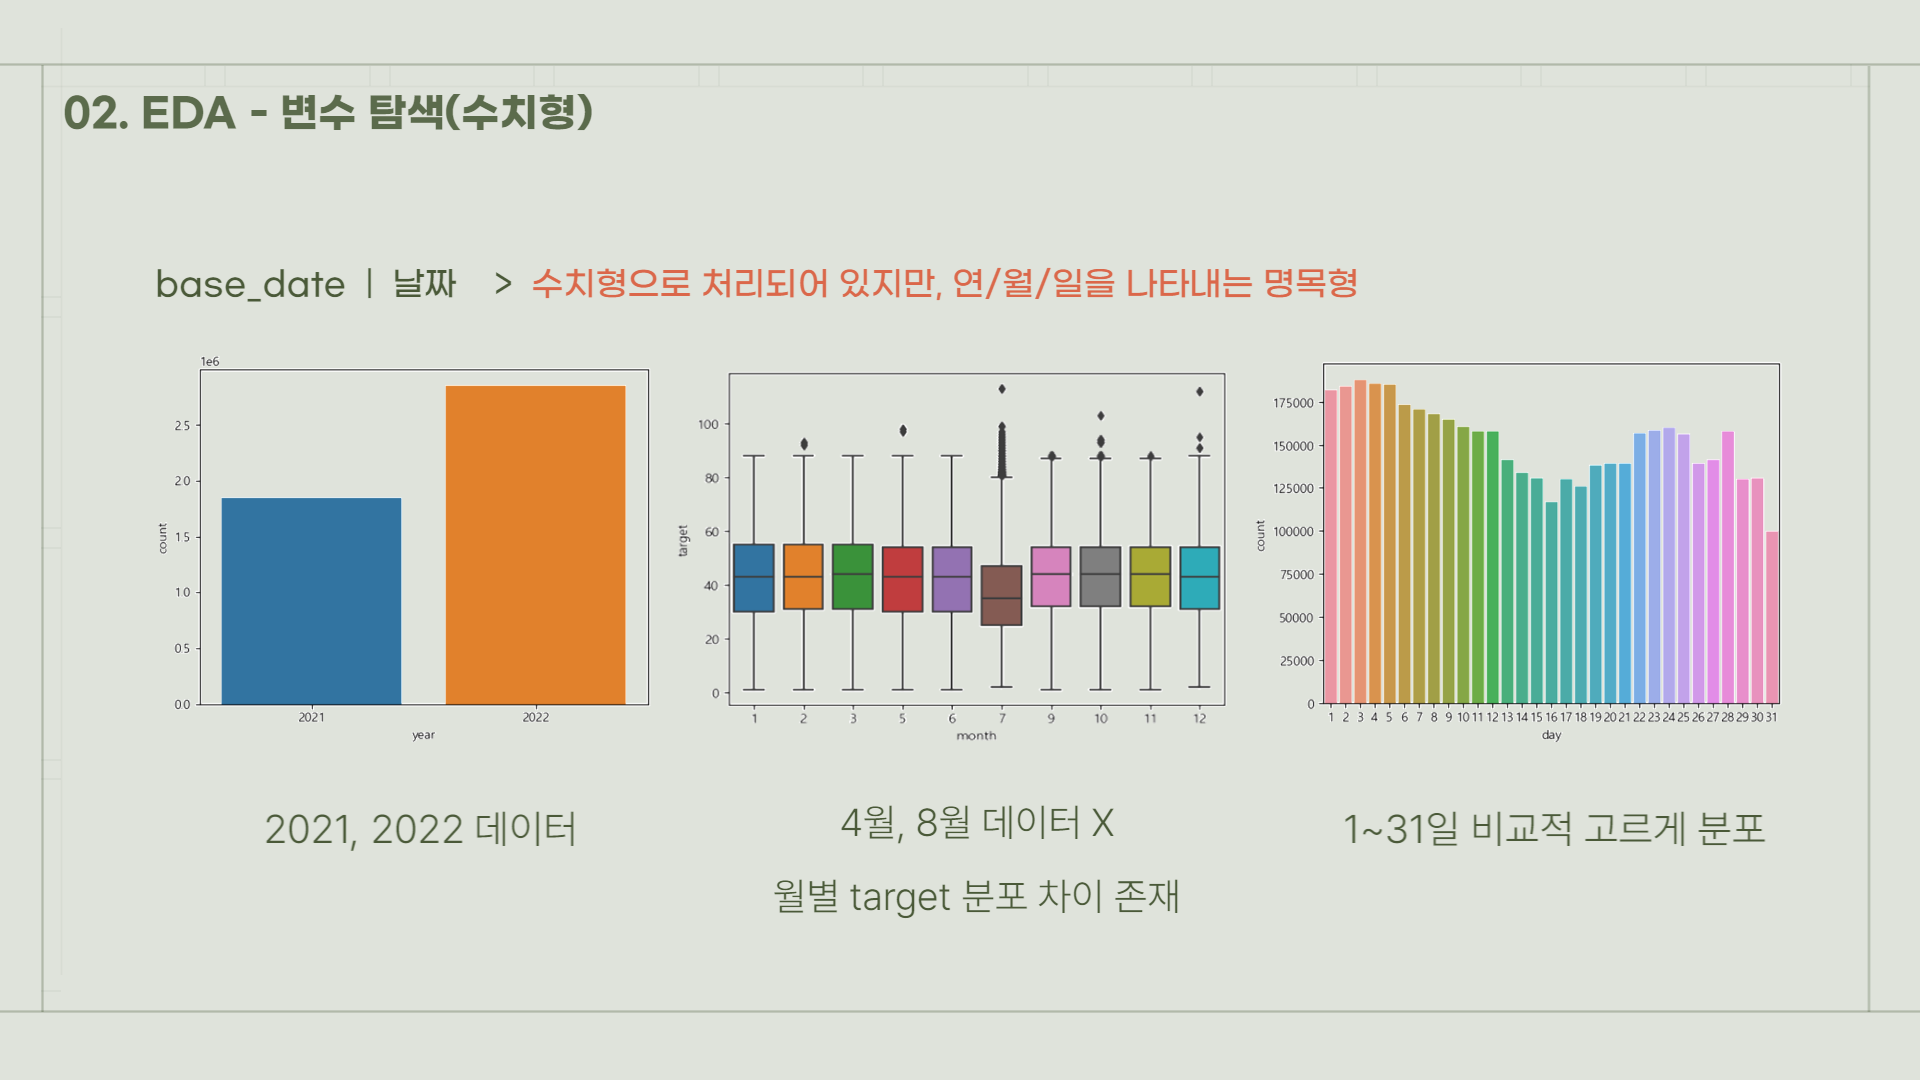 02. EDA - 변수 탐색(수치형)
base_date | 날짜 > 수치형으로 처리되어 있지만, 연/월/일을 나타내는 명목형
1e6
2.5
2.0
1.5
1.0
0.5
0.0
count
2021 2022
year
100
80
60
40
20
0
target
1 2 3 5 6 7 9 10 11 12
month
175000
150000
125000
100000
75000
50000
25000
0
count
1 2 3 4 5 6 7 8 9 10 11 12 13 14 15 16 17 18 19 20 21 22 23 24 25 26 27 28 29 30 31
day
2021, 2022 데이터
4월, 8월 데이터 X
월별 target 분포 차이 존재
1~31일 비교적 고르게 분포